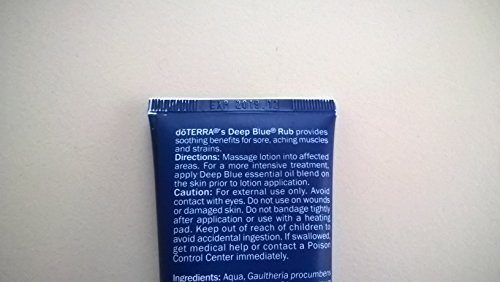 EXP 2019.12
dōTERRA®'s Deep Blue® Rub provides
soothing benefits for sore, aching muscles
and strains.
Directions: Massage lotion into affected
areas. For a more intensive treatment,
apply Deep Blue essential oil blend on
the skin prior to lotion application.
Caution: For external use only. Avoid
contact with eyes. Do not use on wounds
or damaged skin. Do not bandage tightly
after application or use with a heating
pad. Keep out of reach of children to
avoid accidental ingestion. If swallowed,
get medical help or contact a Poison
Control Center immediately.
Ingredients: Aqua, Gaultheria procumbens